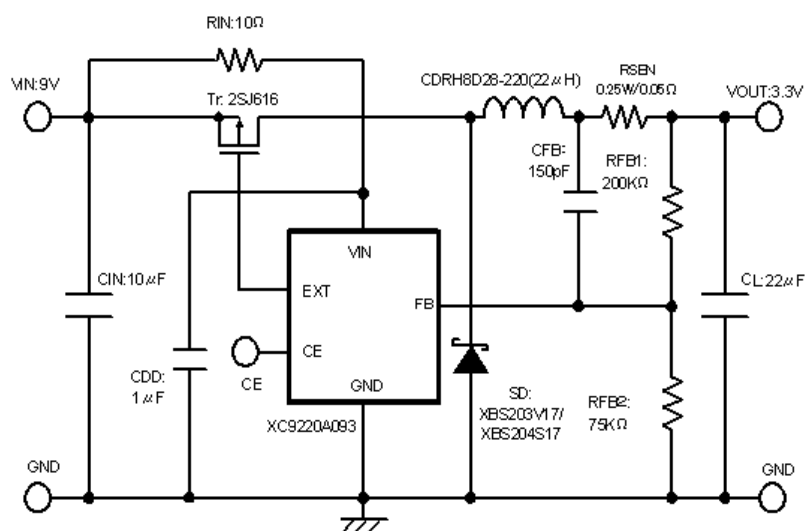 RIN:10Ω
VIN:9V
Tr: 2SJ616
CDRH8D28-220(22μH)
RSEN
0.25W/0.05Ω
VOUT:3.3V
CFB:
150pF
RFB1:
200KΩ
VIN
CIN:10μF
EXT
FB
CL:22μF
CE
CE
CDD:
1μF
GND
SD:
XBS203V17/
XBS204S17
RFB2:
75KΩ
XC9220A093
GND
GND